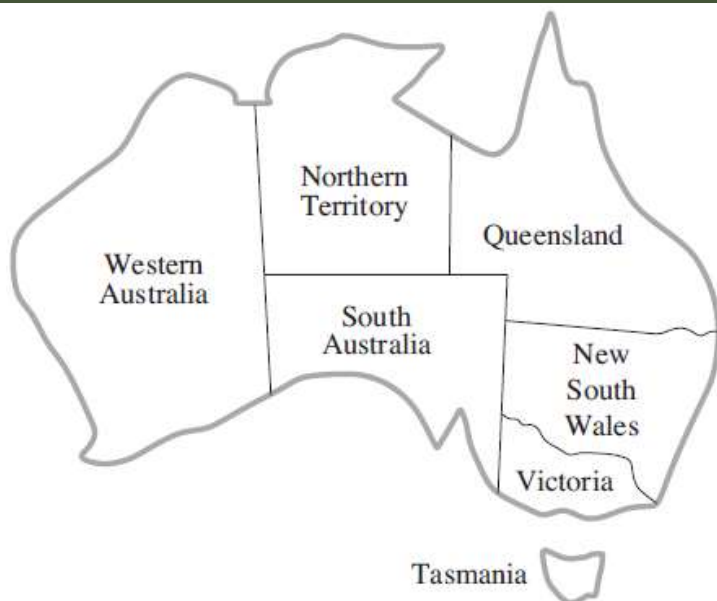 Northern
Territory
Queensland
Western
Australia
South
Australia
New
South
Wales
Victoria
Tasmania